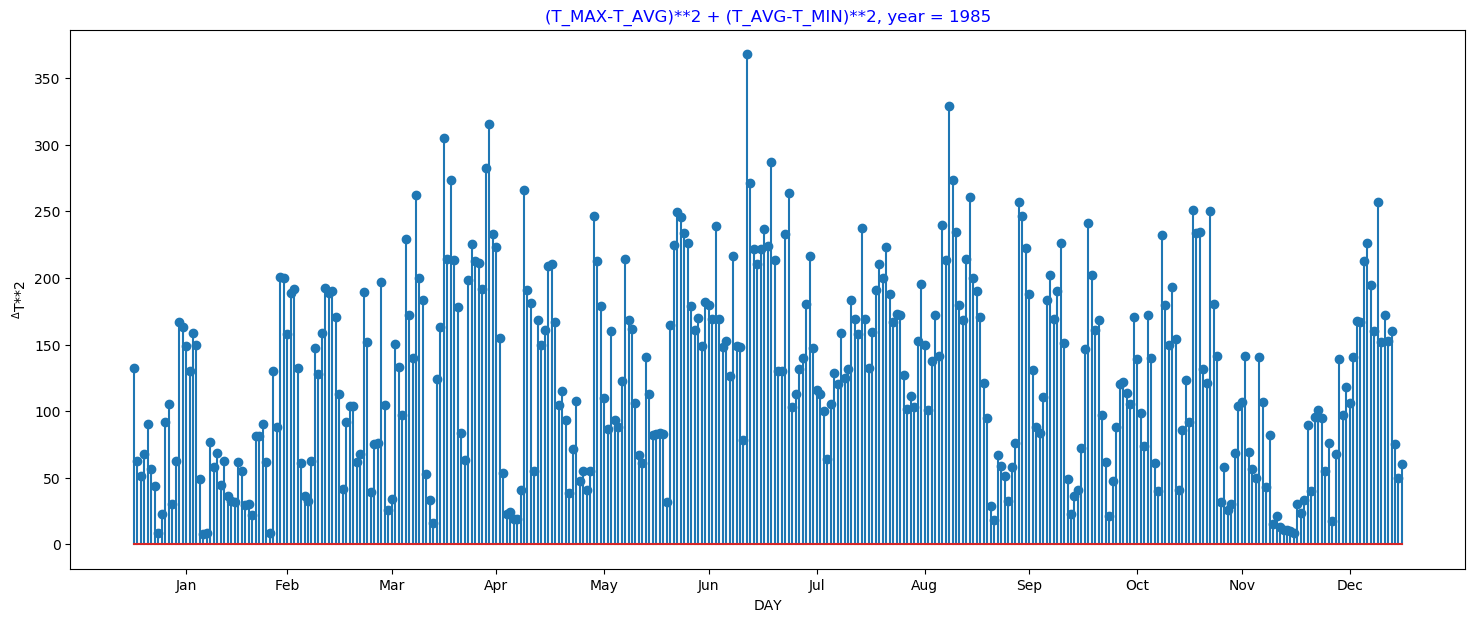 (T_MAX-T_AVG)**2 + (T_AVG-T_MIN)**2, year = 1985
350
300
250
200
150
100
50
0
ΔT**2
Jan Feb Mar Apr May Jun Jul Aug Sep Oct Nov Dec
DAY